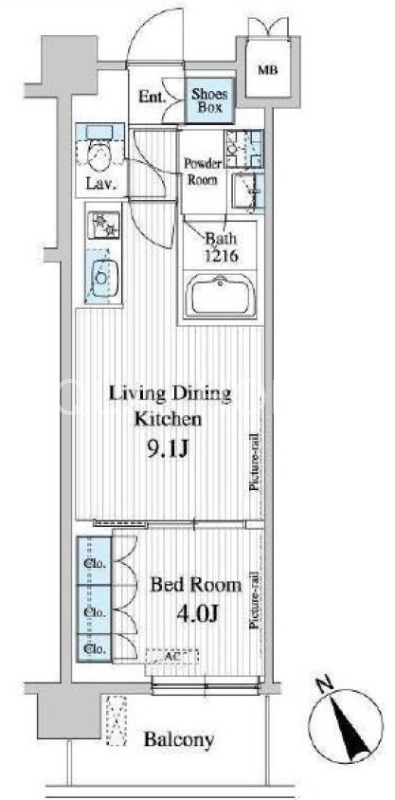 MB
Ent.
Shoes
Box
Powder
Room
Lav.
Bath
1216
Living Dining
Kitchen
9.1J
Picture-rail
Clo.
Bed Room
4.0J
Clo.
Picture-rail
Clo.
AC
N
Balcony